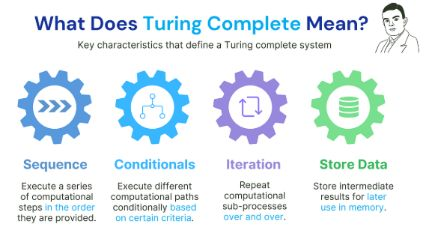 What Does Turing Complete Mean?
Key characteristics that define a Turing complete system
Sequence
Execute a series
of computational
steps in the order
they are provided.
Conditionals
Execute different
computational paths
conditionally based
on certain criteria.
Iteration
Repeat
computational
sub-processes
over and over.
Store Data
Store intermediate
results for later
use in memory.